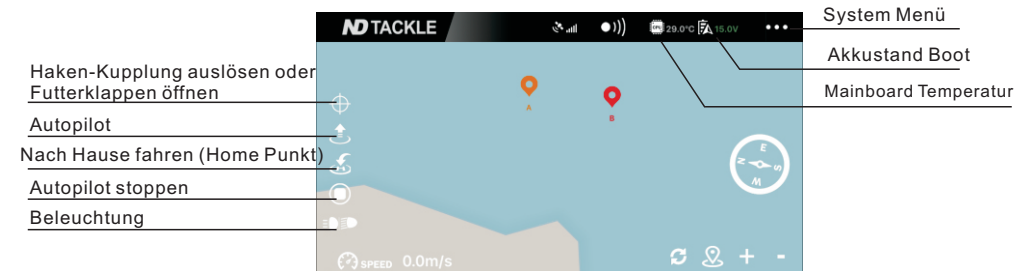 System Menü
ND TACKLE
29.0°C
15.0V
Akkustand Boot
Haken-Kupplung auslösen oder
Futterklappen öffnen
Mainboard Temperatur
A
B
Autopilot
Nach Hause fahren (Home Punkt)
E
N
S
W
Autopilot stoppen
Beleuchtung
SPEED 0.0m/s
+ -